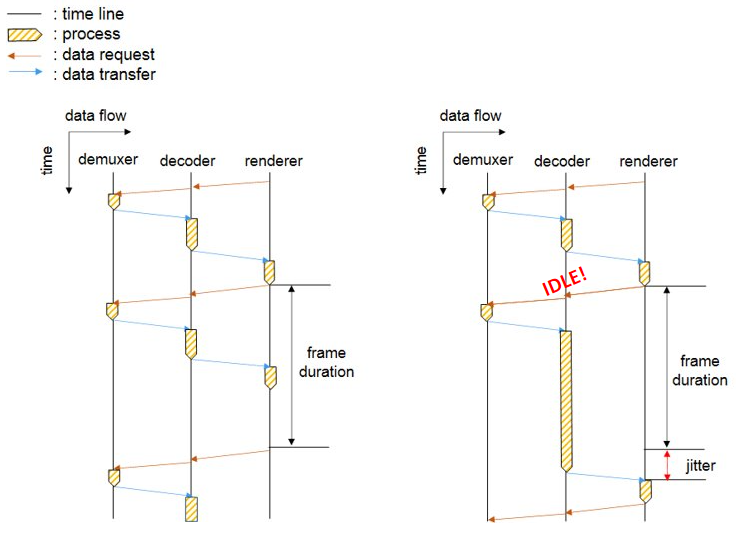 : time line
: process
: data request
: data transfer
data flow
time
demuxer
decoder
renderer
frame
duration
data flow
time
demuxer
decoder
renderer
IDLE!
frame
duration
jitter